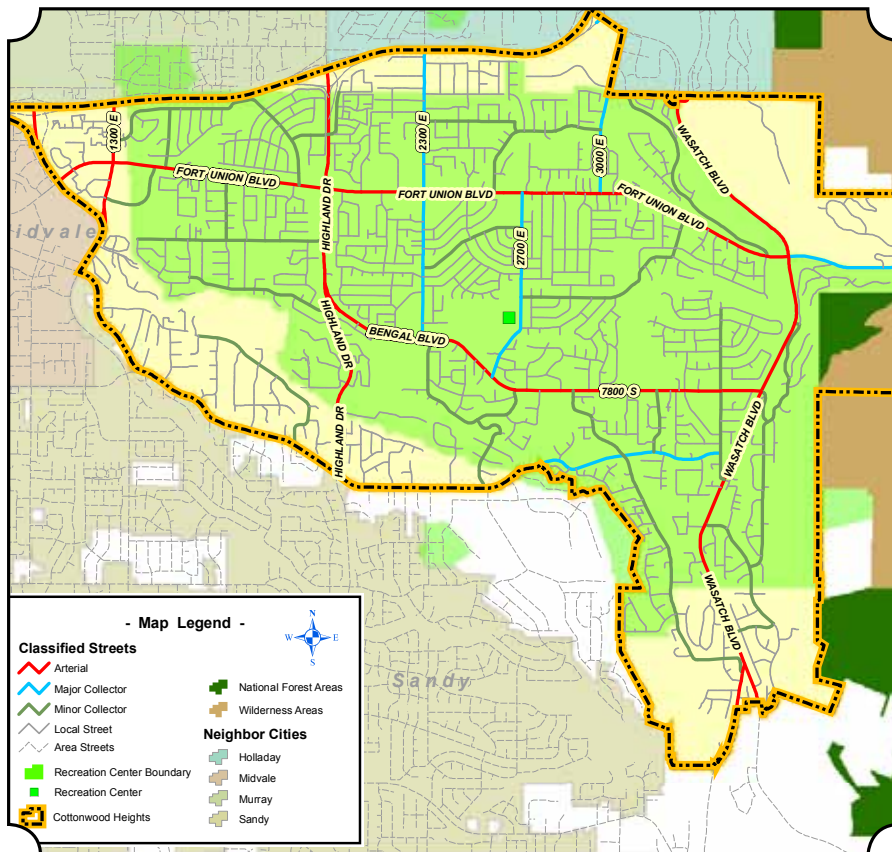 1300 E
2300 E
3000 E
WASATCH BLVD
FORT UNION BLVD
FORT UNION BLVD
FORT UNION BLVD
HIGHLAND DR
2700 E
idvale
HIGHLAND DR
BENGAL BLVD
7800 S
HIGHLAND DR
WASATCH BLVD
WASATCH BLVD
Sandy
- Map Legend -
N
W E
S
Classified Streets
Arterial
Major Collector
Minor Collector
Local Street
Area Streets
Recreation Center Boundary
Recreation Center
Cottonwood Heights
National Forest Areas
Wilderness Areas
Neighbor Cities
Holladay
Midvale
Murray
Sandy